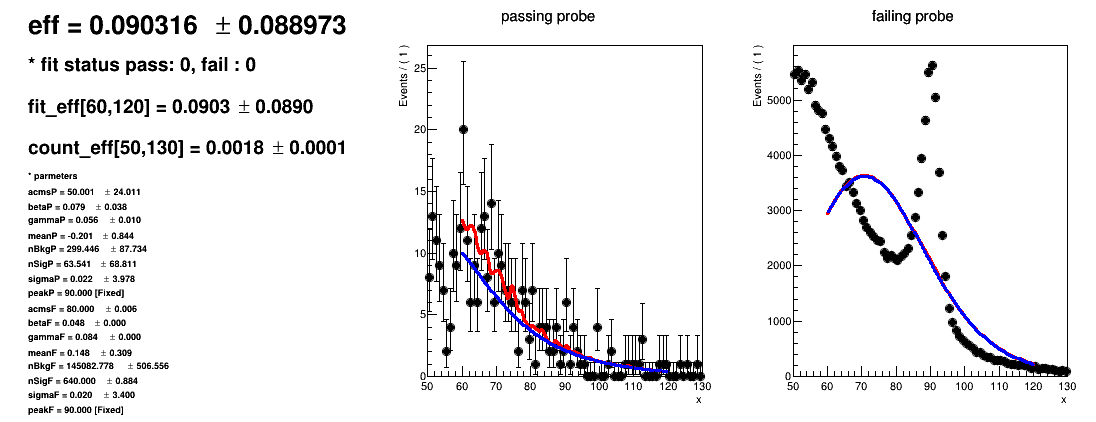 eff = 0.090316 ± 0.088973
* fit status pass: 0, fail : 0
fit_eff[60,120] = 0.0903 ± 0.0890
count_eff[50,130] = 0.0018 ± 0.0001
* parmeters
acmsP = 50.001 ± 24.011
betaP = 0.079 ± 0.038
gammaP = 0.056 ± 0.010
meanP = -0.201 ± 0.844
nBkgP = 299.446 ± 87.734
nSigP = 63.541 ± 68.811
sigmaP = 0.022 ± 3.978
peakP = 90.000 [Fixed]
acmsF = 80.000 ± 0.006
betaF = 0.048 ± 0.000
gammaF = 0.084 ± 0.000
meanF = 0.148 ± 0.309
nBkgF = 145082.778 ± 506.556
nSigF = 640.000 ± 0.884
sigmaF = 0.020 ± 3.400
peakF = 90.000 [Fixed]
passing probe
Events / ( 1 )
25
20
15
10
5
0
50 60 70 80 90 100 110 120 130
x
failing probe
Events / ( 1 )
5000
4000
3000
2000
1000
0
50 60 70 80 90 100 110 120 130
x